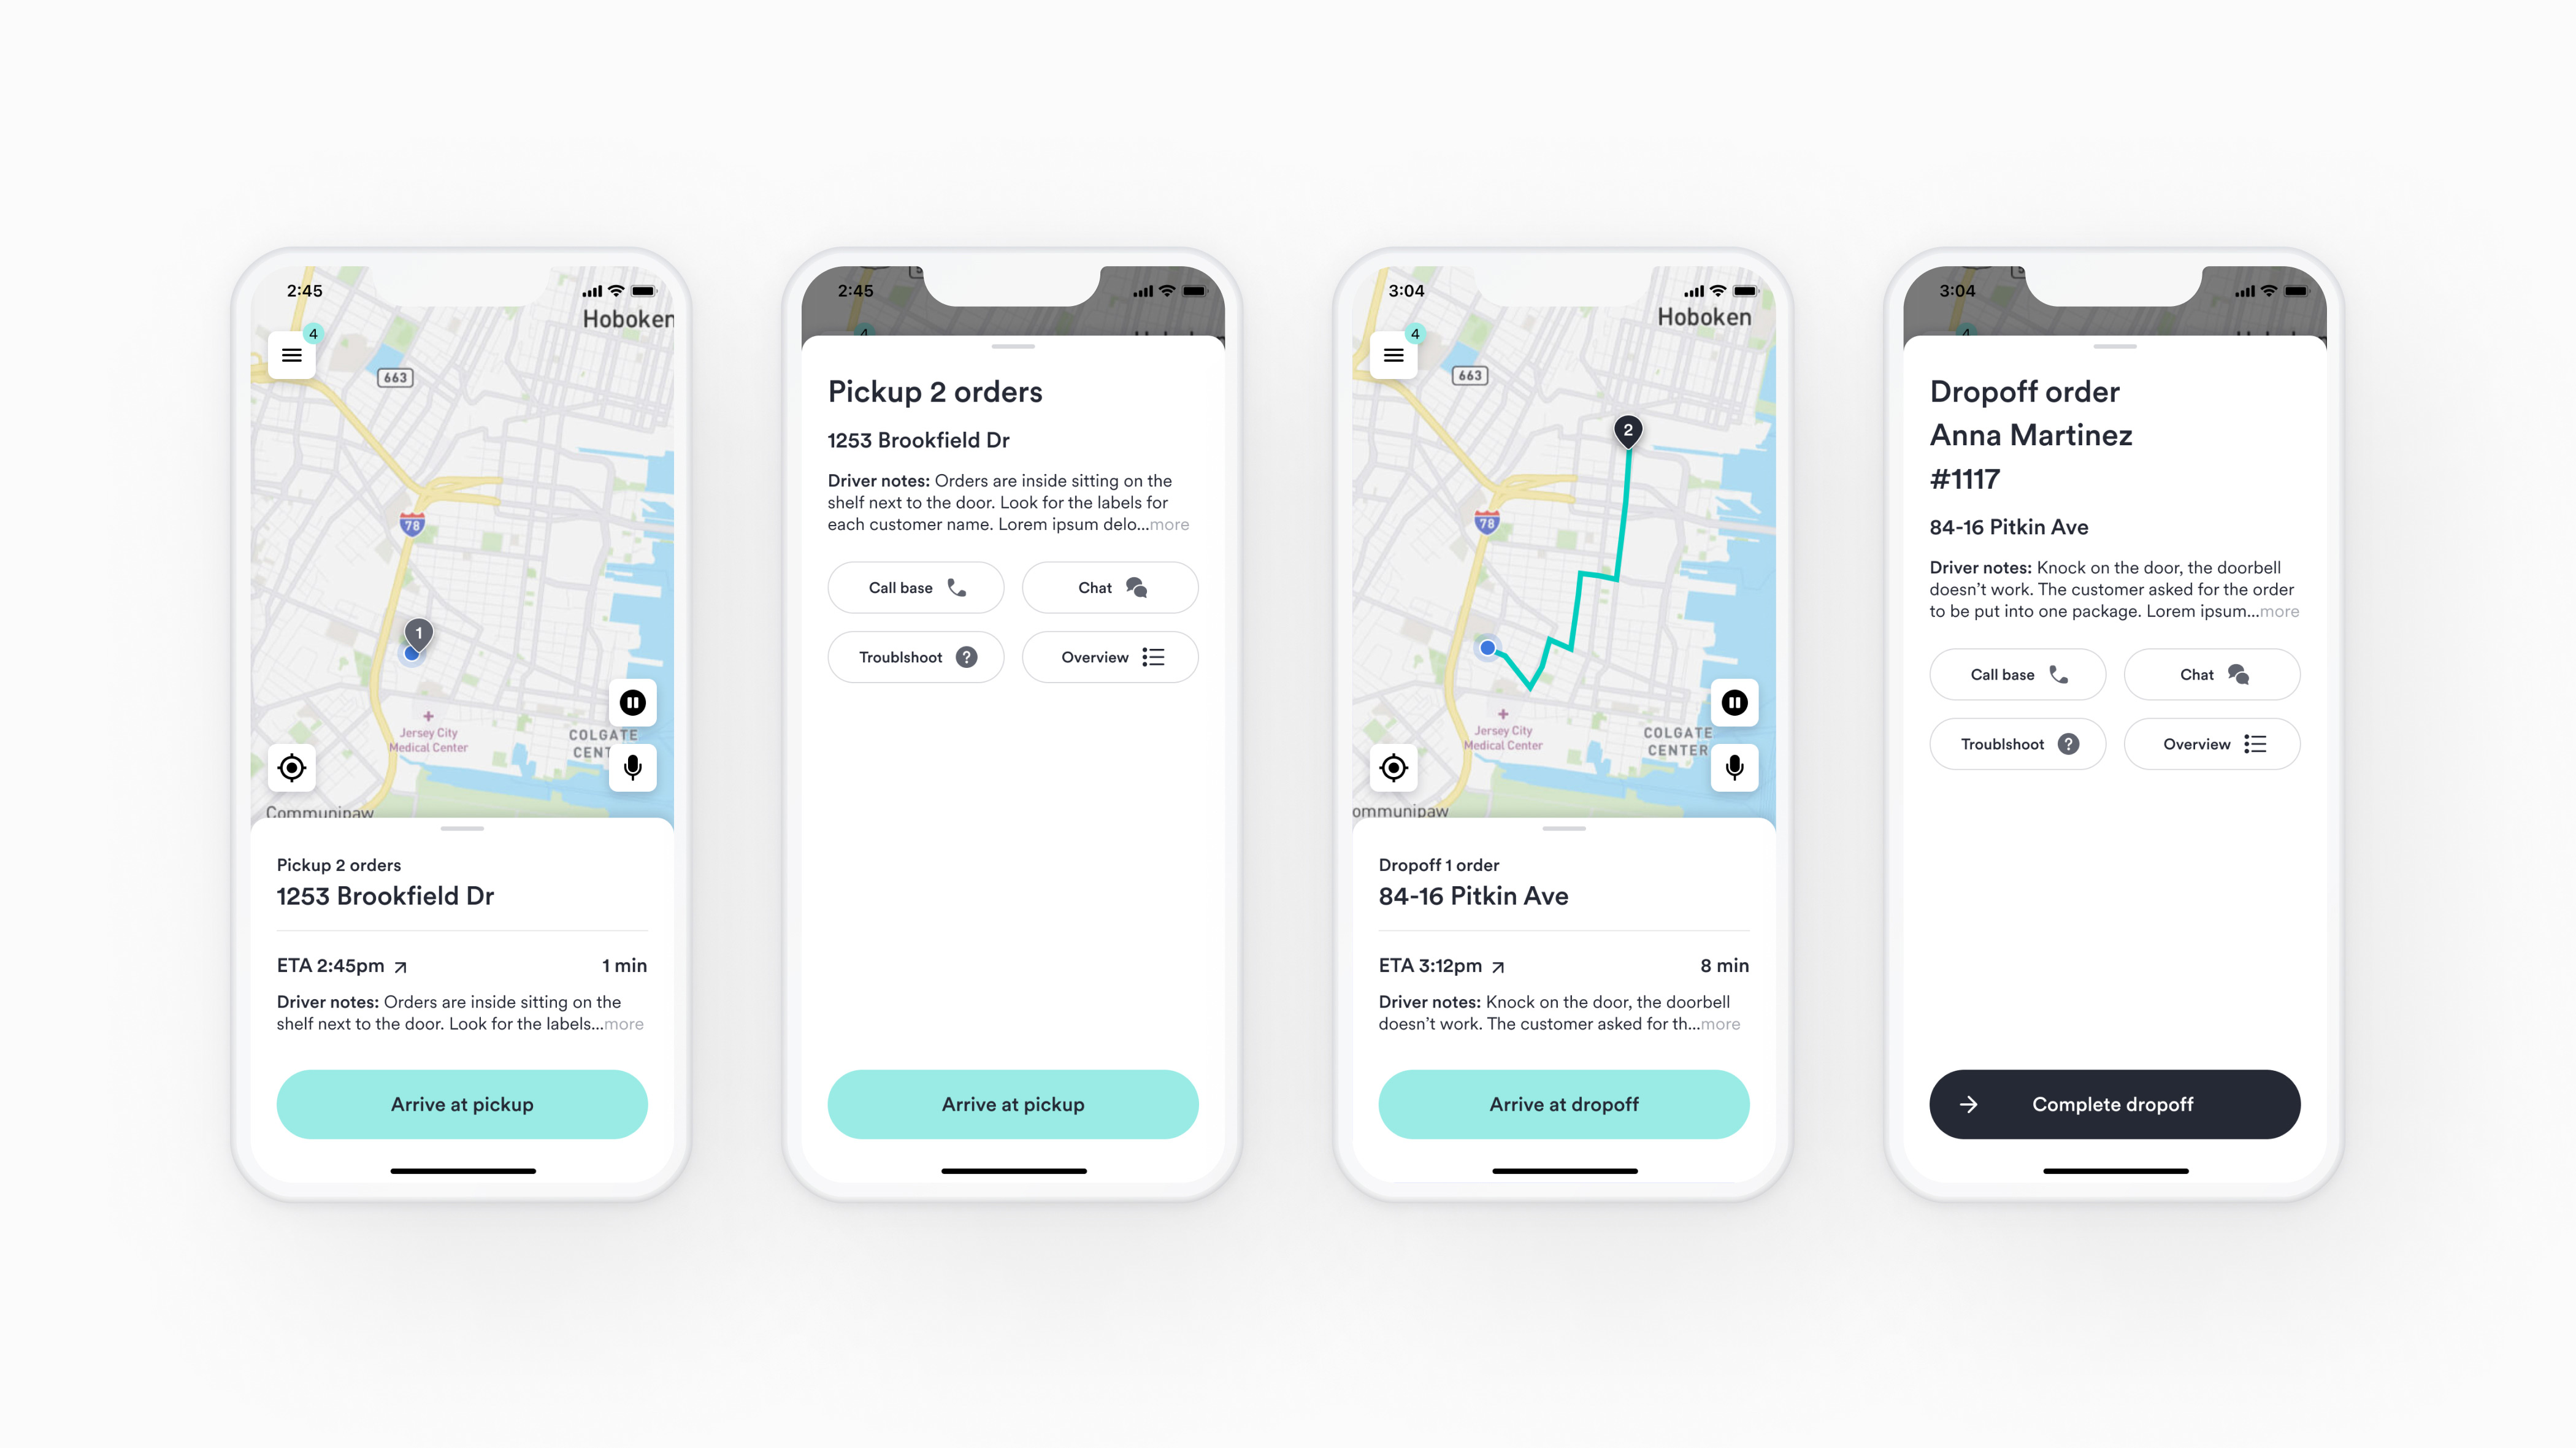 2:45
Hoboken
4
663
78
1
Jersey City
Medical Center
COLGATE
CENT
Communipaw
Pickup 2 orders
1253 Brookfield Dr
ETA 2:45pm
1 min
Driver notes: Orders are inside sitting on the
shelf next to the door. Look for the labels...more
Arrive at pickup
2:45
4
Pickup 2 orders
1253 Brookfield Dr
Driver notes: Orders are inside sitting on the
shelf next to the door. Look for the labels for
each customer name. Lorem ipsum delo...more
Call base
Chat
Troublshoot
?
Overview
Arrive at pickup
3:04
Hoboken
4
663
2
78
Jersey City
Medical Center
COLGATE
CENTER
ommunipaw
Dropoff 1 order
84-16 Pitkin Ave
ETA 3:12pm
8 min
Driver notes: Knock on the door, the doorbell
doesn’t work. The customer asked for th...more
Arrive at dropoff
3:04
4
Dropoff order
Anna Martinez
#1117
84-16 Pitkin Ave
Driver notes: Knock on the door, the doorbell
doesn’t work. The customer asked for the order
to be put into one package. Lorem ipsum...more
Call base
Chat
Troublshoot
?
Overview
Complete dropoff